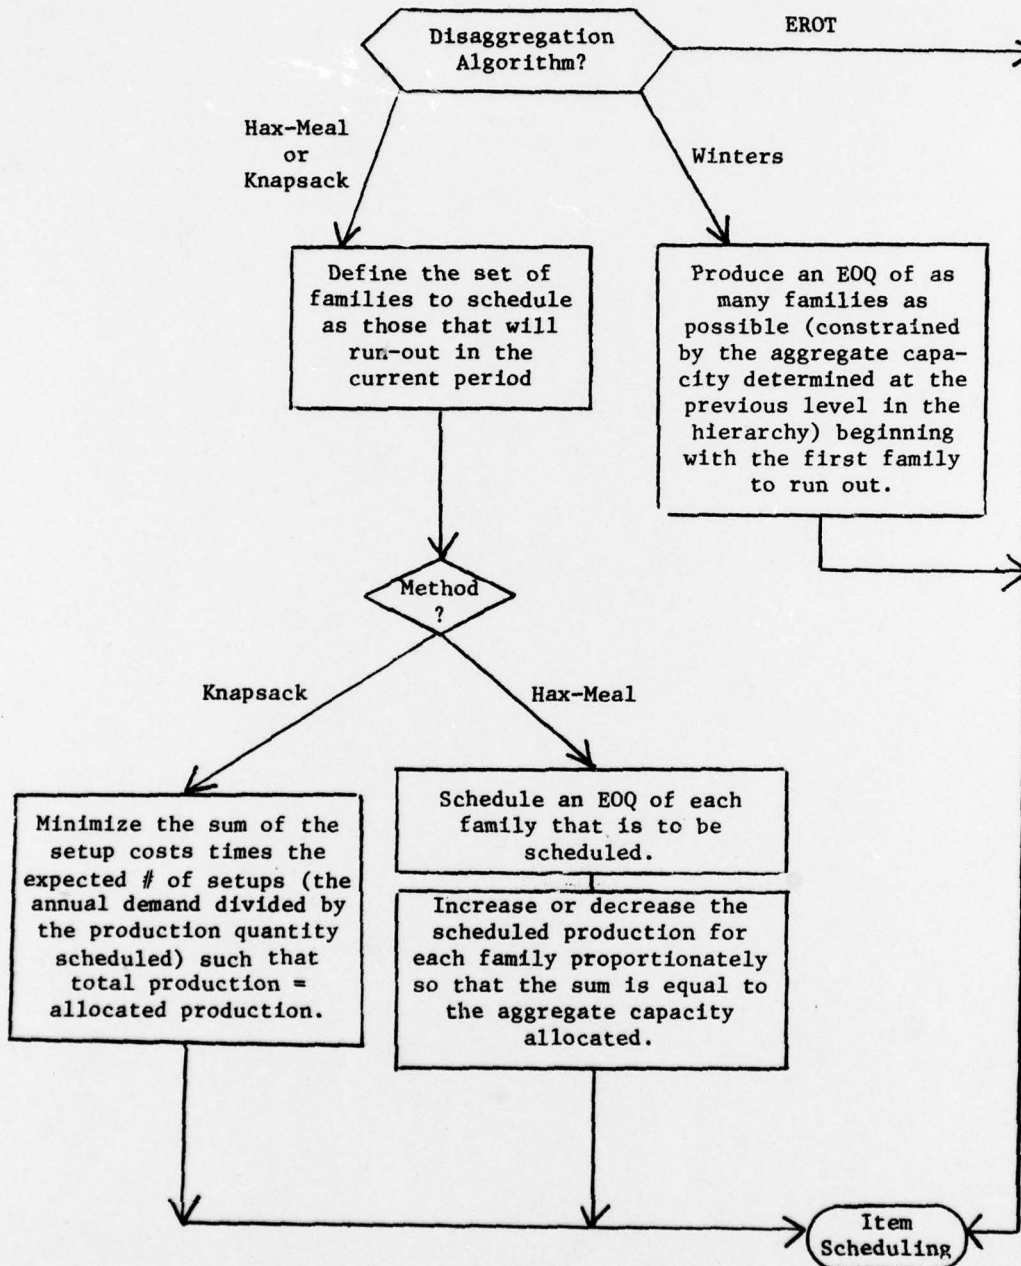 Disaggregation
Algorithm?
EROT
Hax-Meal
or
Knapsack
Winters
Define the set of
families to schedule
as those that will
run-out in the
current period
Produce an EOQ of as
many families as
possible (constrained
by the aggregate capa-
city determined at the
previous level in the
hierarchy) beginning
with the first family
to run out.
Method
?
Knapsack
Hax-Meal
Minimize the sum of the
setup costs times the
expected # of setups (the
annual demand divided by
the production quantity
scheduled) such that
total production =
allocated production.
Schedule an EOQ of each
family that is to be
scheduled.
Increase or decrease the
scheduled production for
each family proportionately
so that the sum is equal to
the aggregate capacity
allocated.
Item
Scheduling